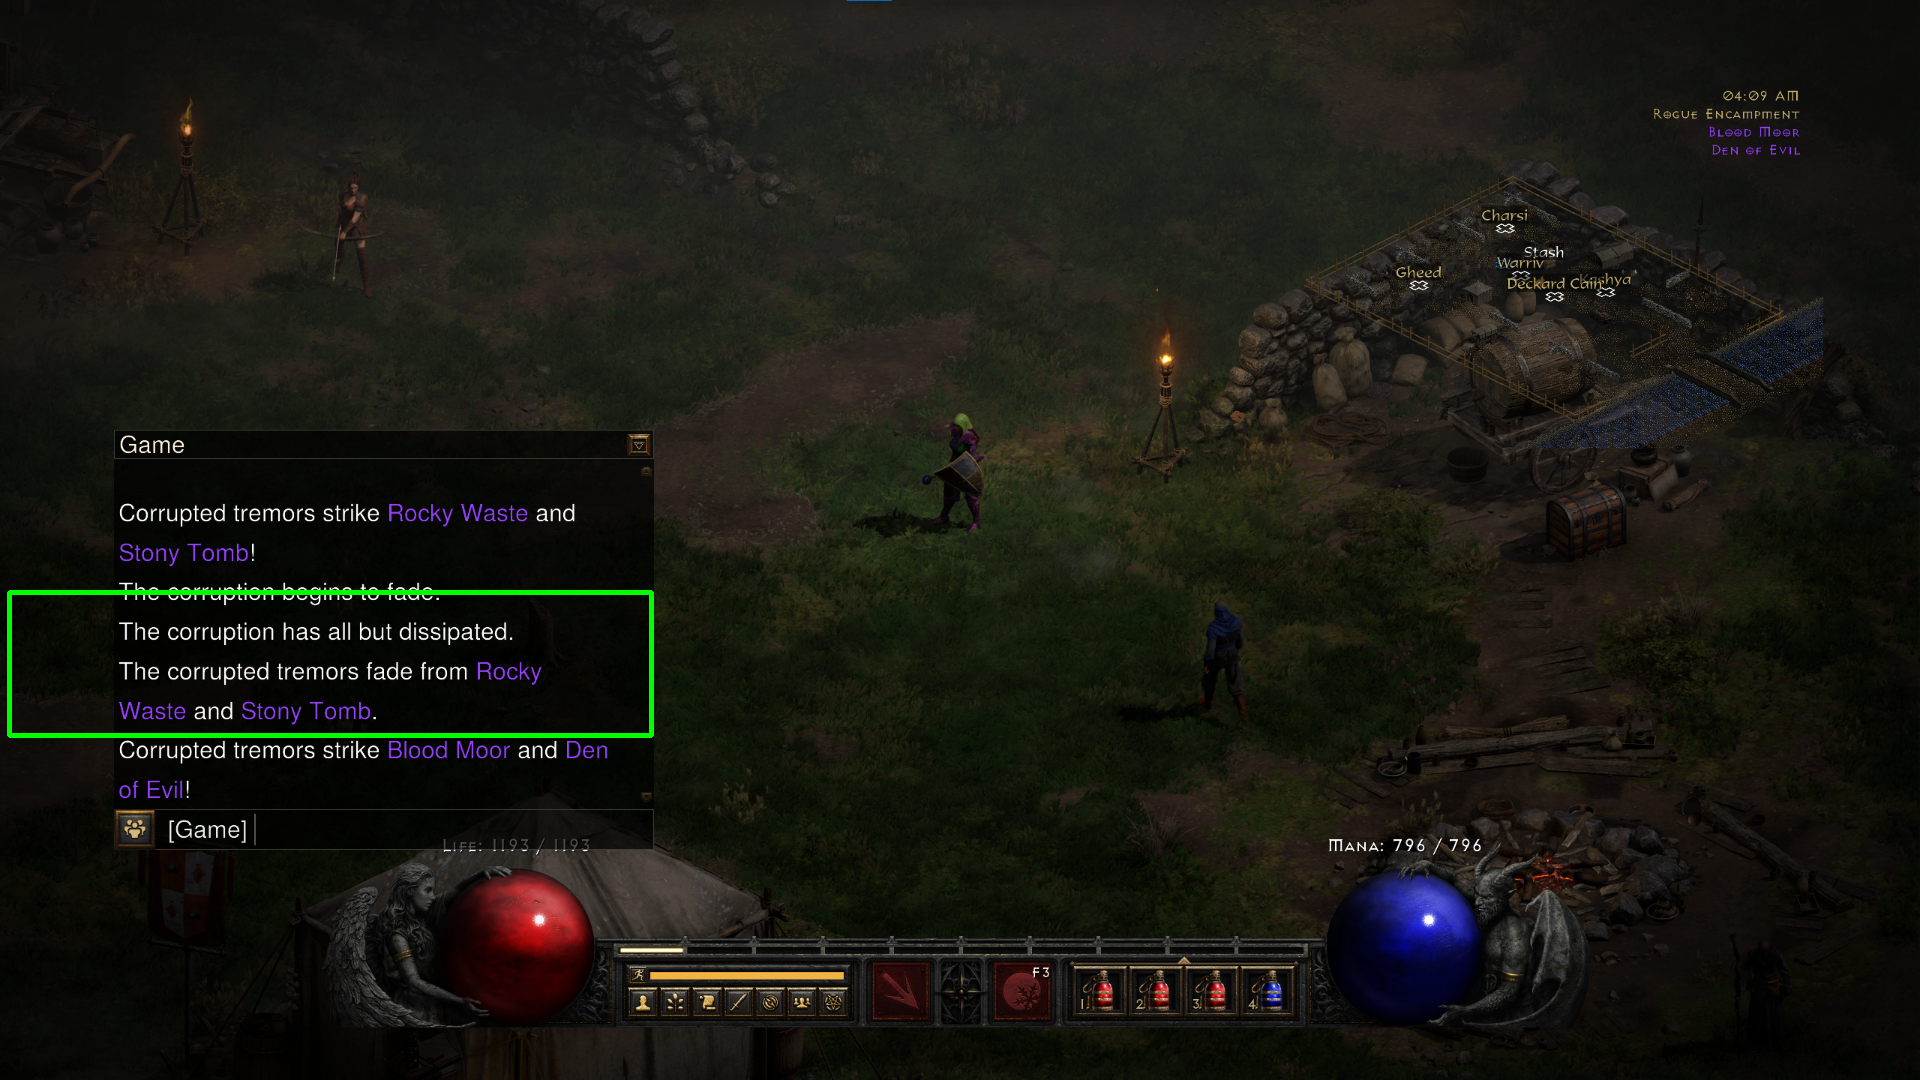 04:09 AM
Rogue Encampment
Blood Moor
Den of Evil
Charsi
Stash
Warriv
Gheed
Kashya
Deckard Cain
Game
Corrupted tremors strike Rocky Waste and
Stony Tomb!
The corruption begins to fade.
The corruption has all but dissipated.
The corrupted tremors fade from Rocky
Waste and Stony Tomb.
Corrupted tremors strike Blood Moor and Den
of Evil!
[Game]
Life: 1193 / 1193
Mana: 796 / 796
F3
1
2
3
4